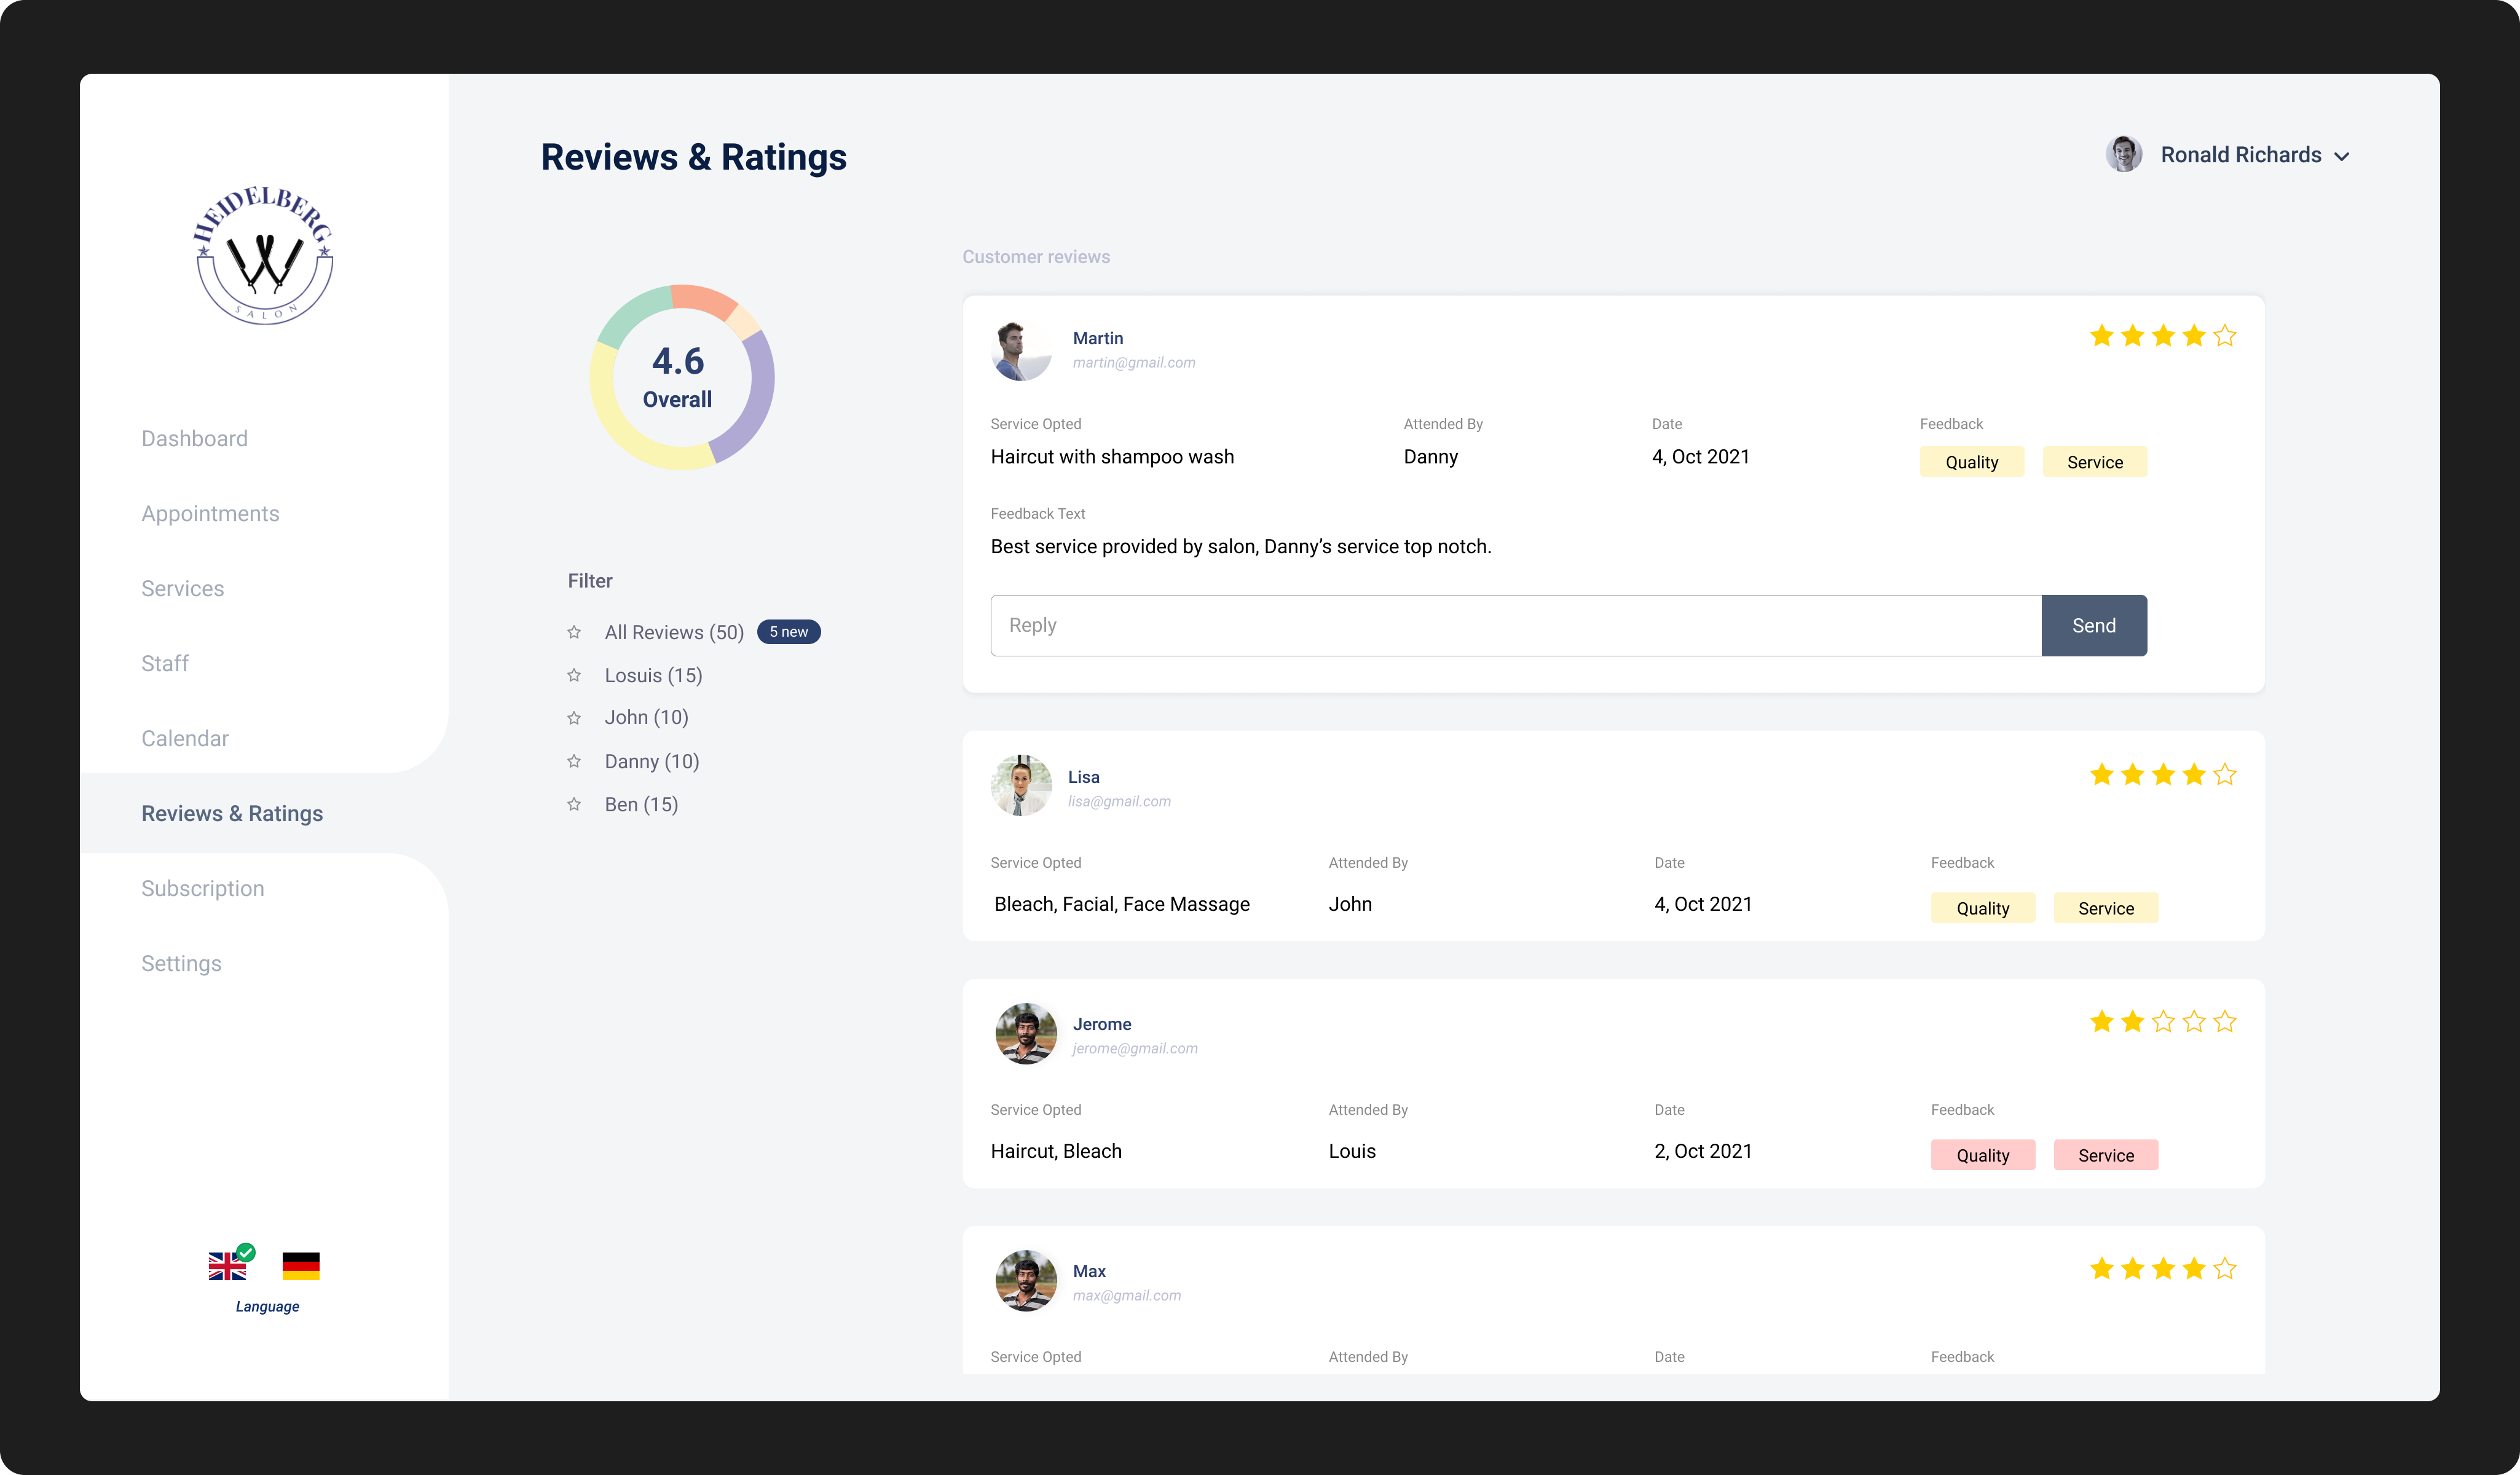 HEIDELBERG
SALON
Dashboard
Appointments
Services
Staff
Calendar
Reviews & Ratings
Subscription
Settings
Language
Reviews & Ratings
Ronald Richards
4.6
Overall
Filter
All Reviews (50) 5 new
Losuis (15)
John (10)
Danny (10)
Ben (15)
Customer reviews
Martin
martin@gmail.com
Service Opted Attended By Date Feedback
Haircut with shampoo wash Danny 4, Oct 2021 Quality Service
Feedback Text
Best service provided by salon, Danny’s service top notch.
Reply Send
Lisa
lisa@gmail.com
Service Opted Attended By Date Feedback
Bleach, Facial, Face Massage John 4, Oct 2021 Quality Service
Jerome
jerome@gmail.com
Service Opted Attended By Date Feedback
Haircut, Bleach Louis 2, Oct 2021 Quality Service
Max
max@gmail.com
Service Opted Attended By Date Feedback